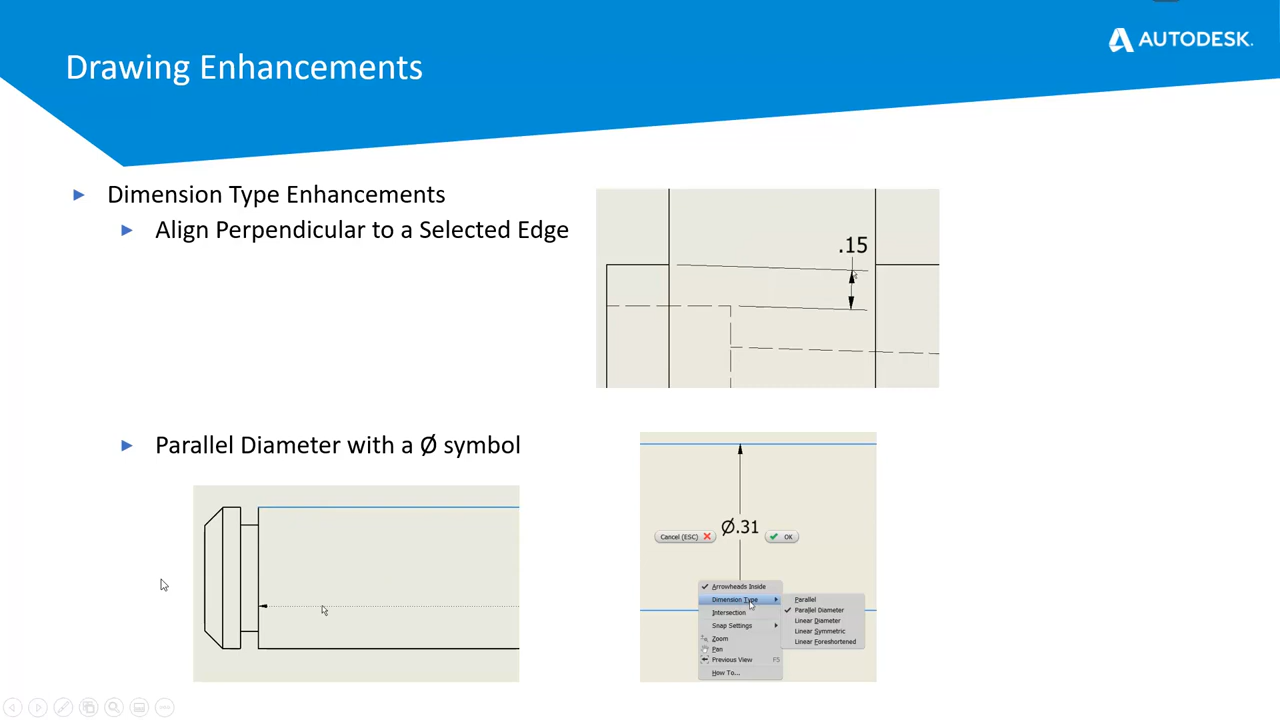 AUTODESK.
Drawing Enhancements
Dimension Type Enhancements
Align Perpendicular to a Selected Edge
.15
Parallel Diameter with a Ø symbol
Ø.31
Cancel (ESC)
OK
Arrowheads Inside
Dimension Type
Intersection
Snap Settings
Zoom
Pan
Previous View F5
How To...
Parallel
Parallel Diameter
Linear Diameter
Linear Symmetric
Linear Foreshortened